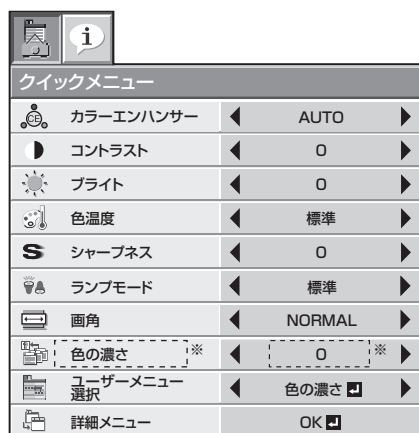 i
クイックメニュー
CE カラーエンハンサー AUTO
コントラスト 0
ブライト 0
色温度 標準
S シャープネス 0
ランプモード 標準
画角 NORMAL
色の濃さ ※ 0 ※
ユーザーメニュー
選択 色の濃さ
詳細メニュー OK